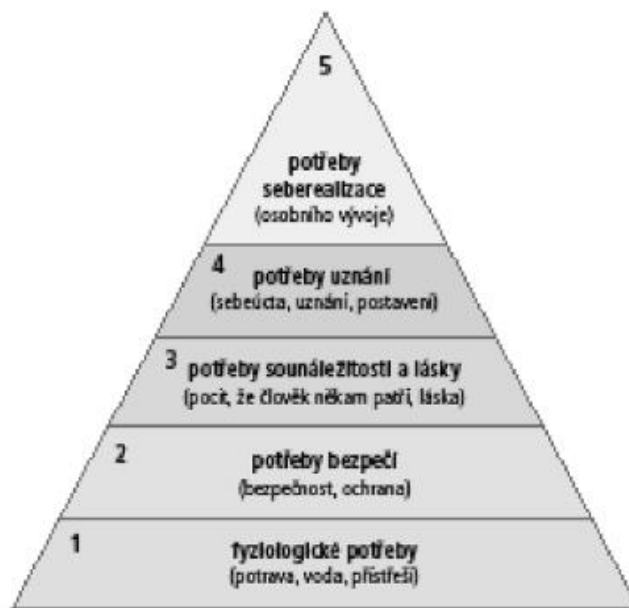 5
potřeby
seberealizace
(osobního vývoje)
4
potřeby uznání
(sebeúcta, uznání, postavení)
3
potřeby sounáležitosti a lásky
(pocit, že člověk někam patří, láska)
2
potřeby bezpečí
(bezpečnost, ochrana)
1
fyziologické potřeby
(potrava, voda, přístřeší)